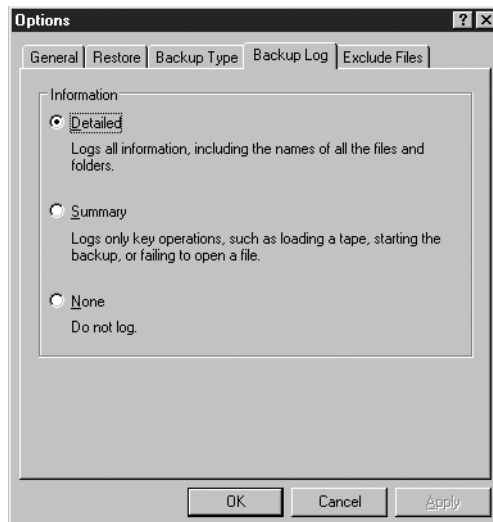 Options
General Restore Backup Type Backup Log Exclude Files
Information
Detailed
Logs all information, including the names of all the files and
folders.
Summary
Logs only key operations, such as loading a tape, starting the
backup, or failing to open a file.
None
Do not log.
OK Cancel Apply